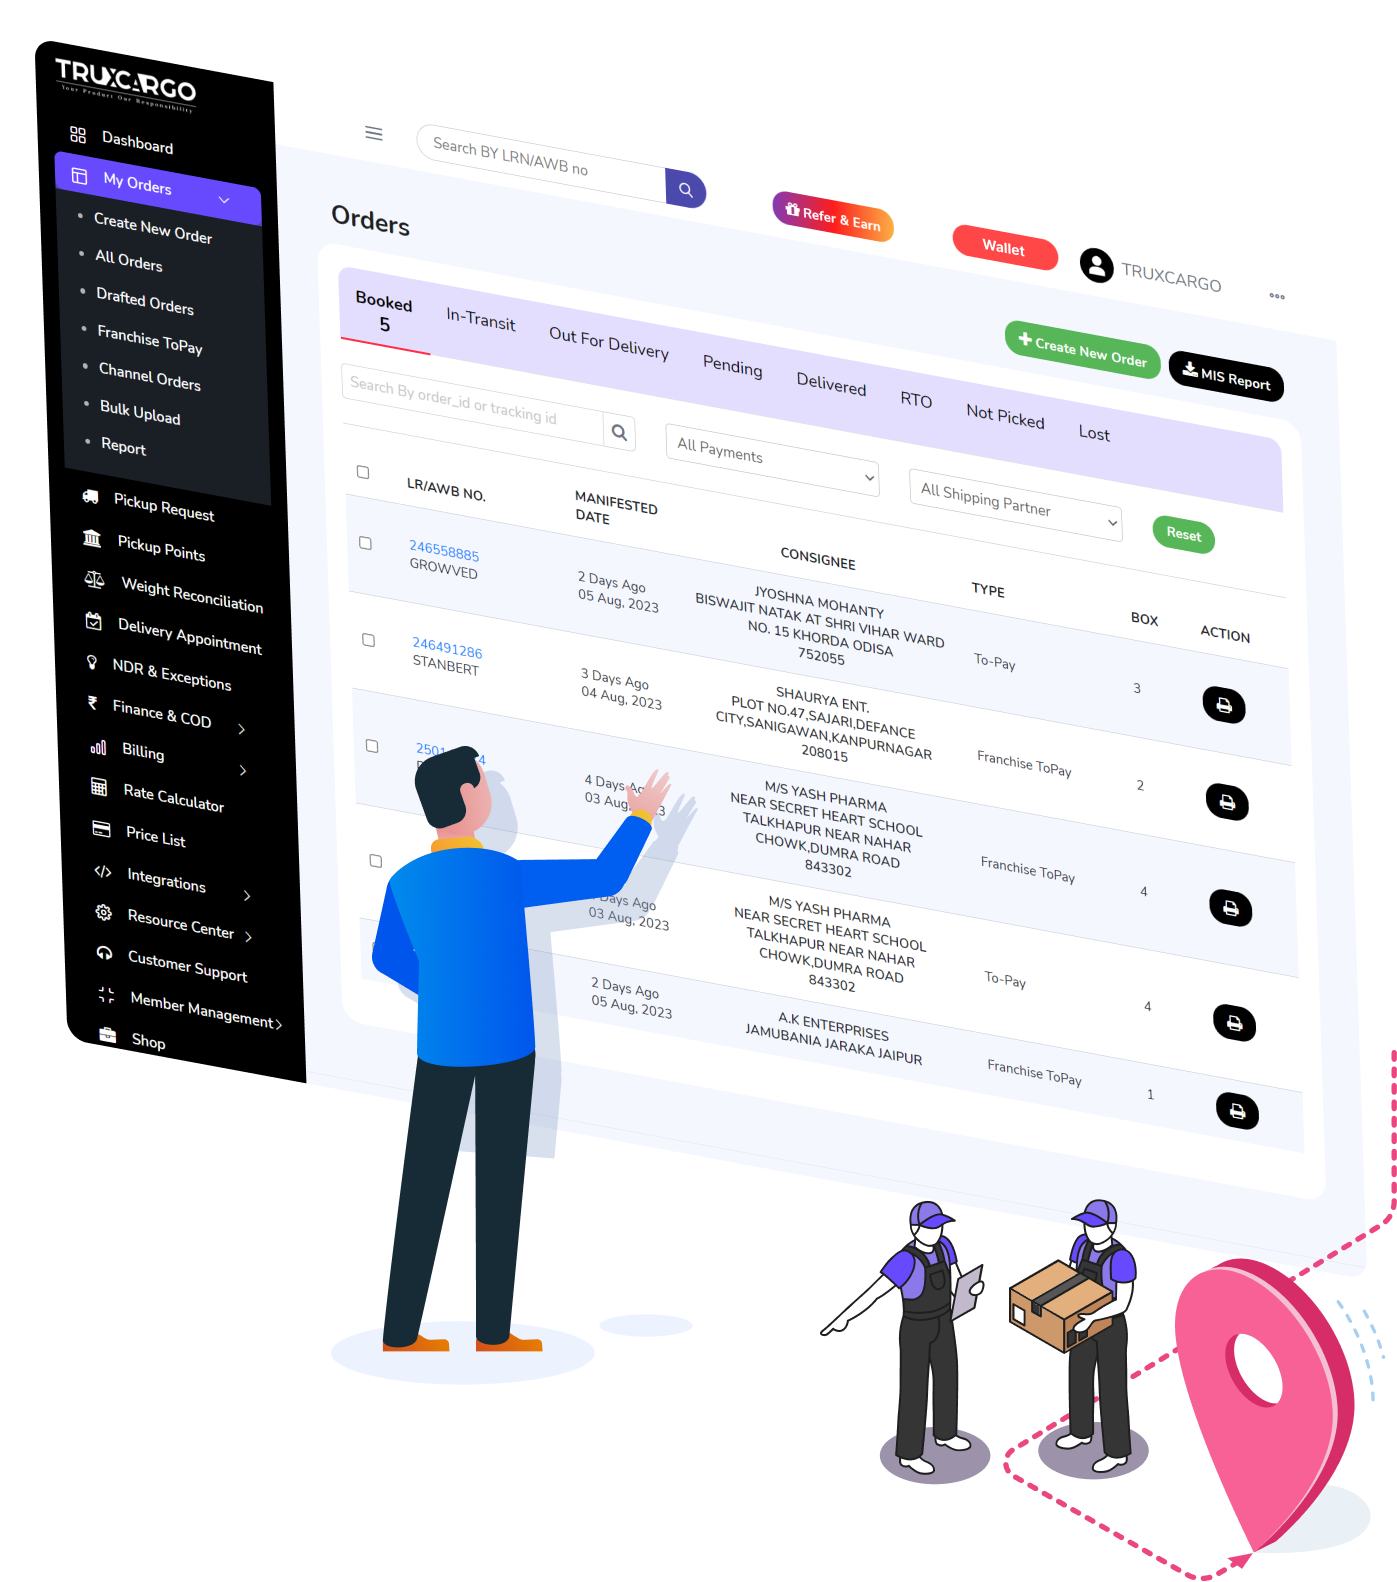 TRUXCARGO
Your Product Our Responsibility
Dashboard
My Orders
Create New Order
All Orders
Drafted Orders
Franchise ToPay
Channel Orders
Bulk Upload
Report
Pickup Request
Pickup Points
Weight Reconciliation
Delivery Appointment
NDR & Exceptions
Finance & COD
Billing
Rate Calculator
Price List
Integrations
Resource Center
Customer Support
Member Management
Shop
Search BY LRN/AWB no
Refer & Earn
Wallet
TRUXCARGO
Orders
Create New Order
MIS Report
Booked
5
In-Transit
Out For Delivery
Pending
Delivered
RTO
Not Picked
Lost
Search By order_id or tracking id
All Payments
All Shipping Partner
Reset
LR/AWB NO.
MANIFESTED
DATE
CONSIGNEE
TYPE
BOX
ACTION
246558885
GROWVED
2 Days Ago
05 Aug, 2023
JYOSHNA MOHANTY
BISWAJIT NATAK AT SHRI VIHAR WARD
NO. 15 KHORDA ODISA
752055
To-Pay
3
246491286
STANBERT
3 Days Ago
04 Aug, 2023
SHAURYA ENT.
PLOT NO.47,SAJARI,DEFANCE
CITY,SANIGAWAN,KANPURNAGAR
208015
Franchise ToPay
2
4 Days
03 Aug,
M/S YASH PHARMA
NEAR SECRET HEART SCHOOL
TALKHAPUR NEAR NAHAR
CHOWK,DUMRA ROAD
843302
Franchise ToPay
4
Days Ago
03 Aug, 2023
M/S YASH PHARMA
NEAR SECRET HEART SCHOOL
TALKHAPUR NEAR NAHAR
CHOWK,DUMRA ROAD
843302
To-Pay
4
2 Days Ago
05 Aug, 2023
A.K ENTERPRISES
JAMUBANIA JARAKA JAIPUR
Franchise ToPay
1